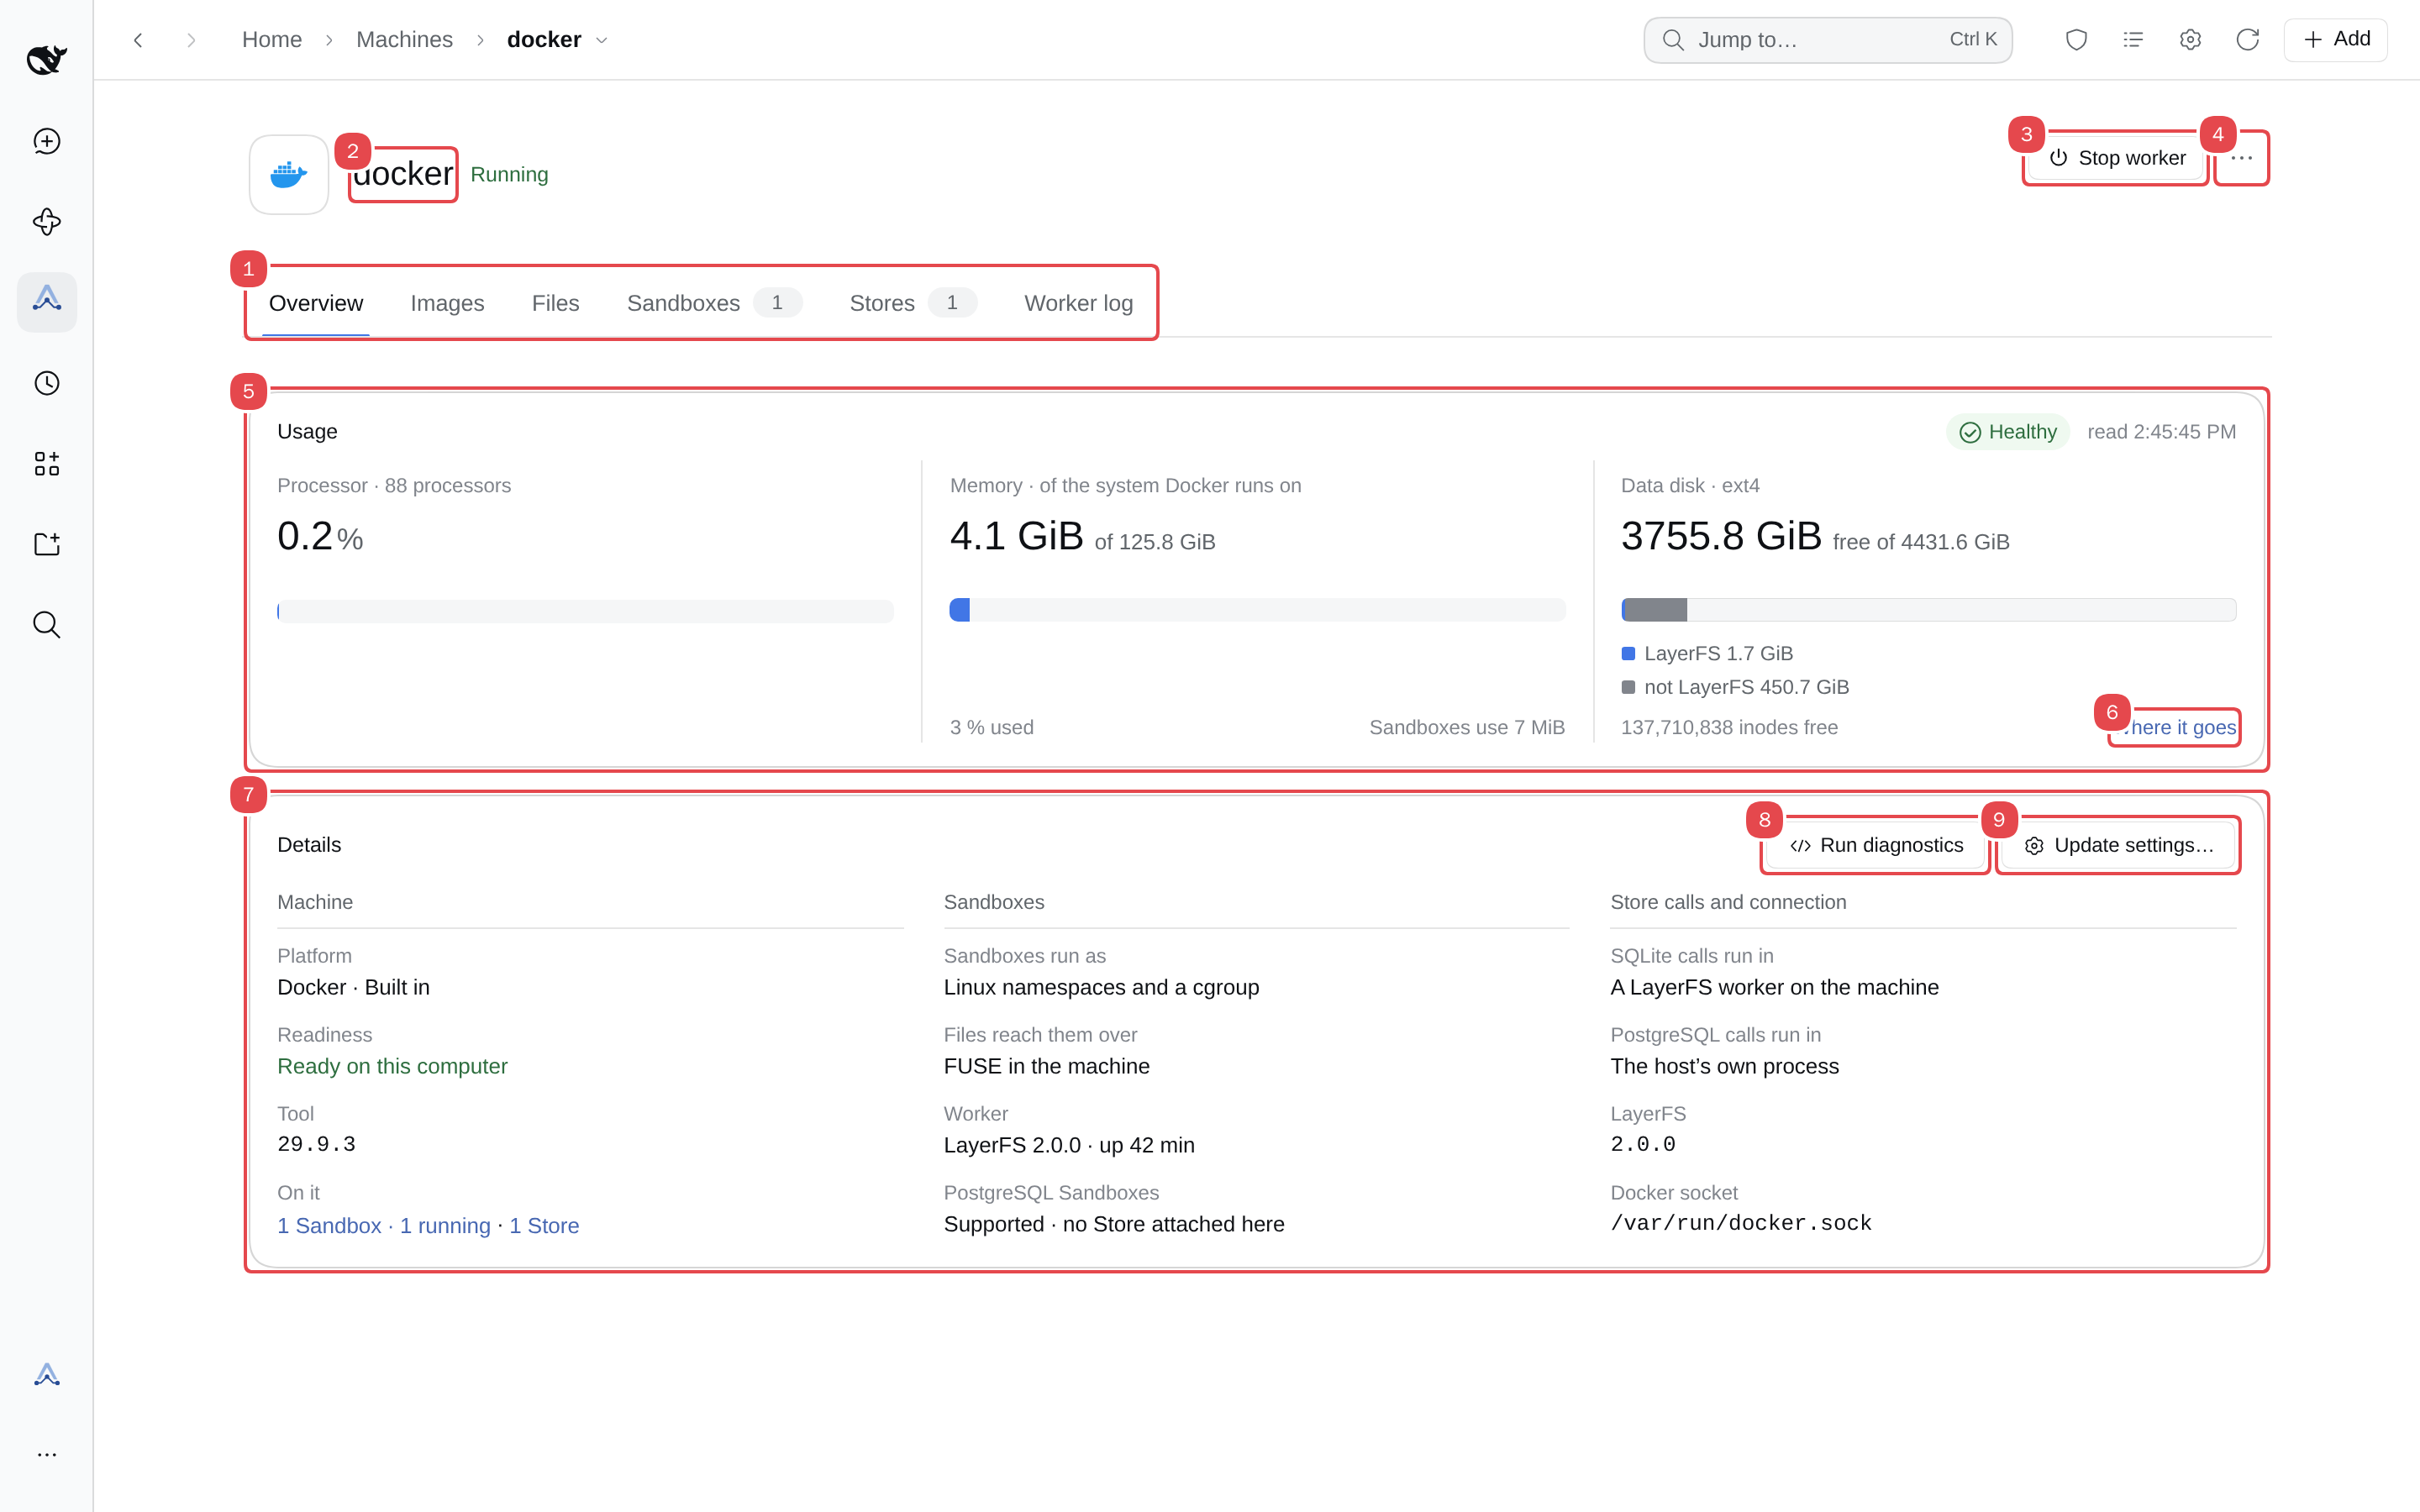 Home > Machines > docker
Jump to… Ctrl K
Add
2
docker Running
3
Stop worker
4
1
Overview Images Files Sandboxes 1 Stores 1 Worker log
5
Usage
Healthy read 2:45:45 PM
Processor · 88 processors
0.2 %
Memory · of the system Docker runs on
4.1 GiB of 125.8 GiB
3 % used
Sandboxes use 7 MiB
Data disk · ext4
3755.8 GiB free of 4431.6 GiB
LayerFS 1.7 GiB
not LayerFS 450.7 GiB
137,710,838 inodes free
6
here it goes
7
Details
8
Run diagnostics
9
Update settings…
Machine
Platform
Docker · Built in
Readiness
Ready on this computer
Tool
29.9.3
On it
1 Sandbox · 1 running · 1 Store
Sandboxes
Sandboxes run as
Linux namespaces and a cgroup
Files reach them over
FUSE in the machine
Worker
LayerFS 2.0.0 · up 42 min
PostgreSQL Sandboxes
Supported · no Store attached here
Store calls and connection
SQLite calls run in
A LayerFS worker on the machine
PostgreSQL calls run in
The host’s own process
LayerFS
2.0.0
Docker socket
/var/run/docker.sock